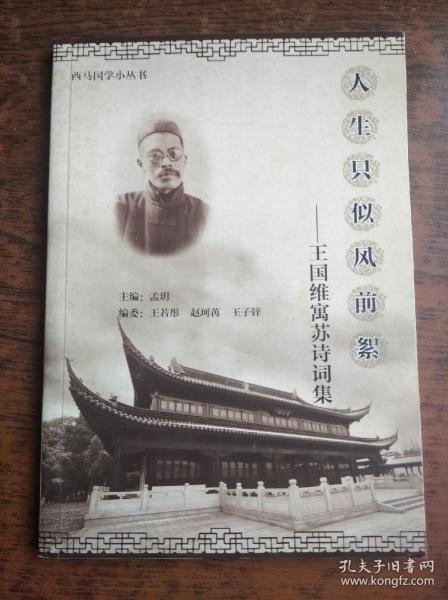 西马国学小丛书
人生只似风前絮
——王国维寓苏诗词集
主编：孟玥
编委：王若彤 赵珂芮 王子锌
孔夫子旧书网
www.kongfz.com